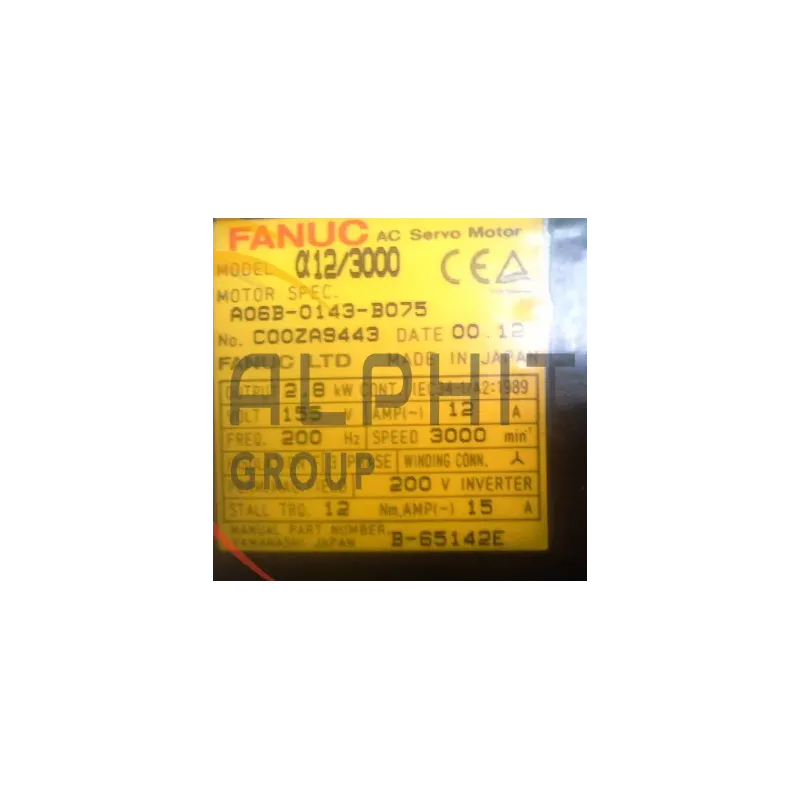 FANUC AC Servo Motor
MODEL α12/3000 CE
MOTOR SPEC.
A06B-0143-B075
No. C00ZA9443 DATE 00.12
FANUC LTD MADE IN JAPAN
ALPHIT
OUTPUT 2.8 kW CONT. IEC34-1/A2:1989
VOLT 155 V AMP(~) 12 A
FREQ. 200 Hz SPEED 3000 min⁻¹
GROUP
PHASE WINDING CONN.
200 V INVERTER
STALL TRQ. 12 Nm, AMP(~) 15 A
MANUAL PART NUMBER.
YAMANASHI JAPAN B-65142E